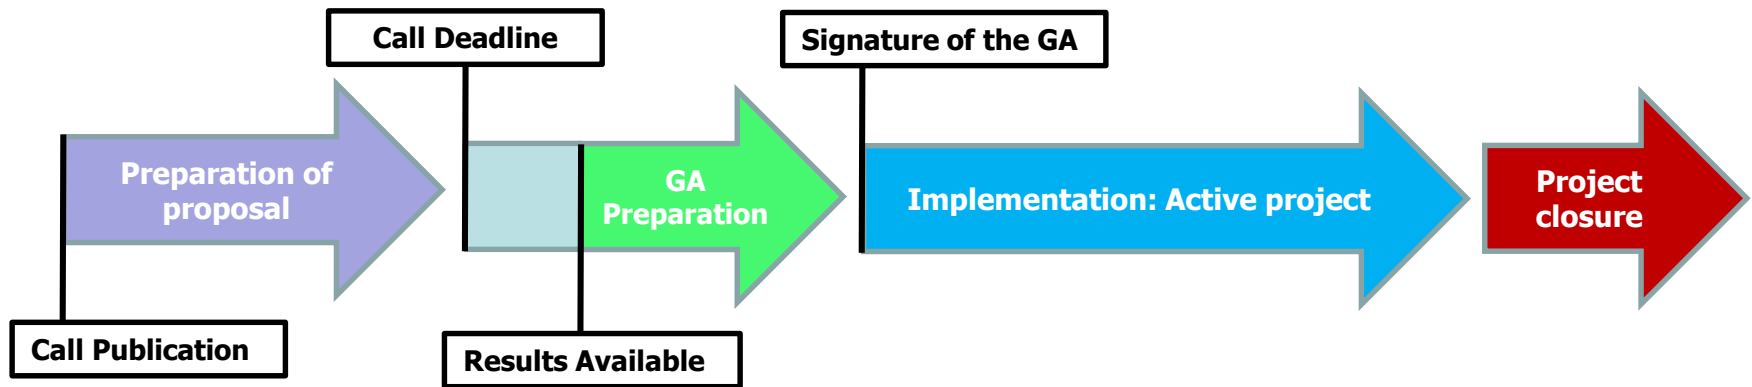 Call Deadline
Signature of the GA
Preparation of
proposal
GA
Preparation
Implementation: Active project
Project
closure
Call Publication
Results Available